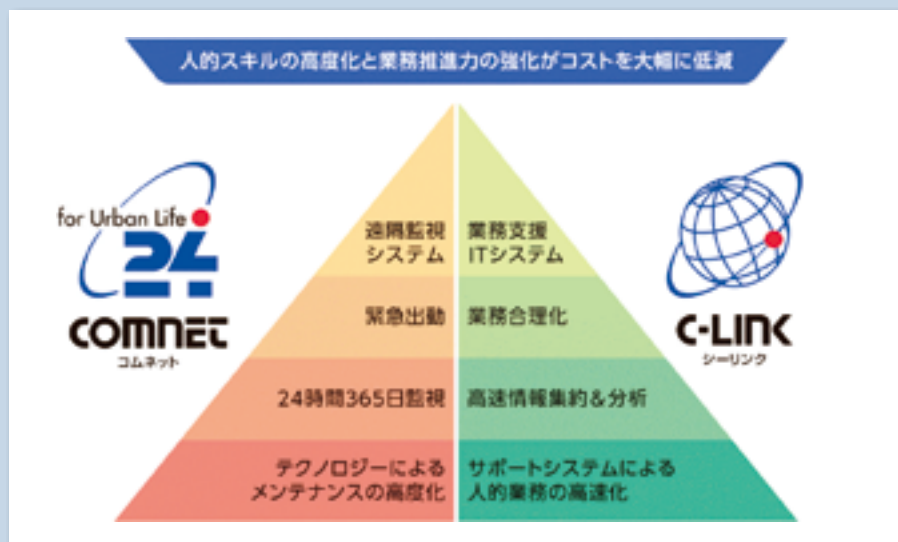 人的スキルの高度化と業務推進力の強化がコストを大幅に低減
for Urban Life
24
COMNET
コムネット
遠隔監視
システム
緊急出動
24時間365日監視
テクノロジーによる
メンテナンスの高度化
業務支援
ITシステム
業務合理化
高速情報集約&分析
サポートシステムによる
人的業務の高速化
C-LINK
シーリンク